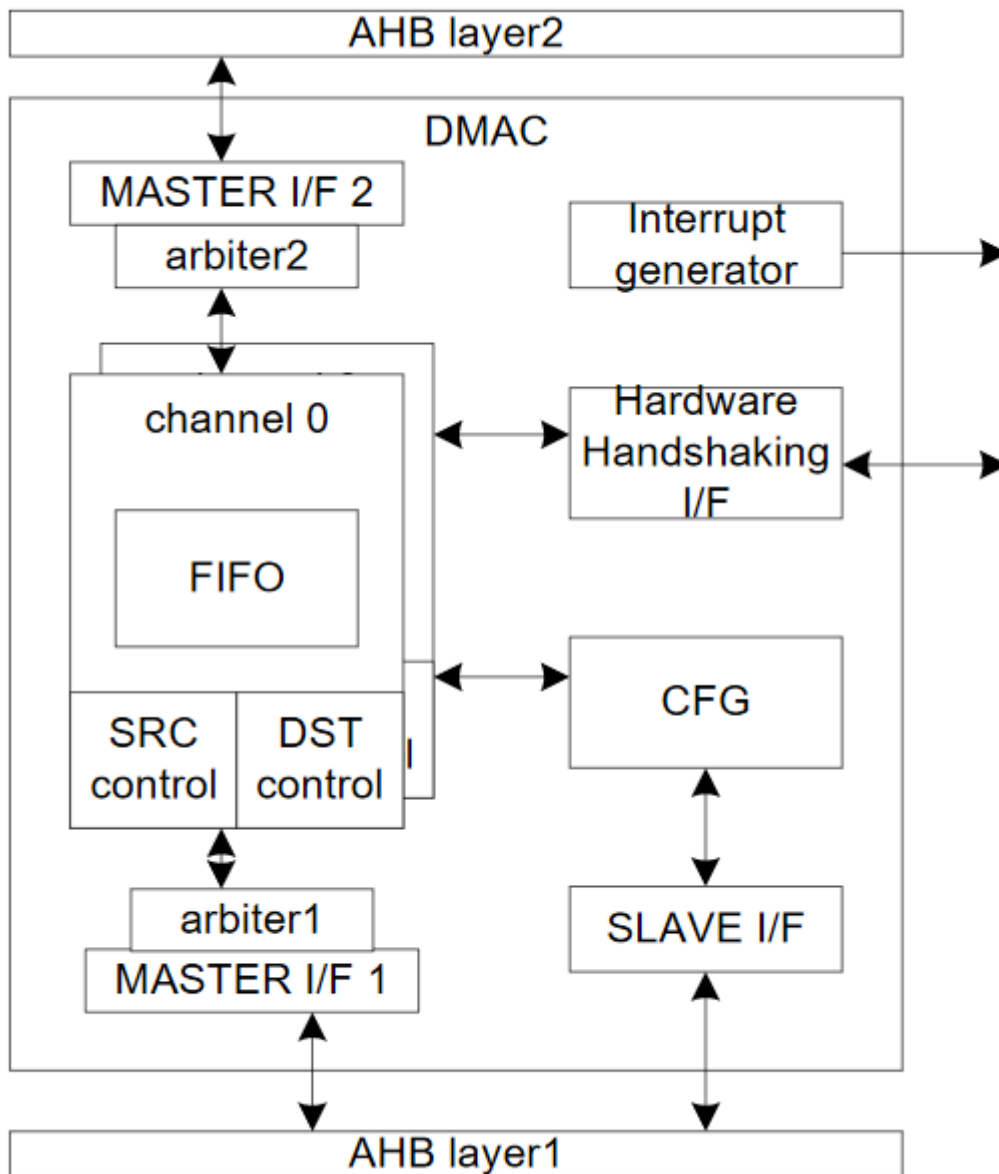 AHB layer2
DMAC
MASTER I/F 2
arbiter2
Interrupt
generator
channel 0
FIFO
SRC
control
DST
control
Hardware
Handshaking
I/F
CFG
arbiter1
MASTER I/F 1
SLAVE I/F
AHB layer1